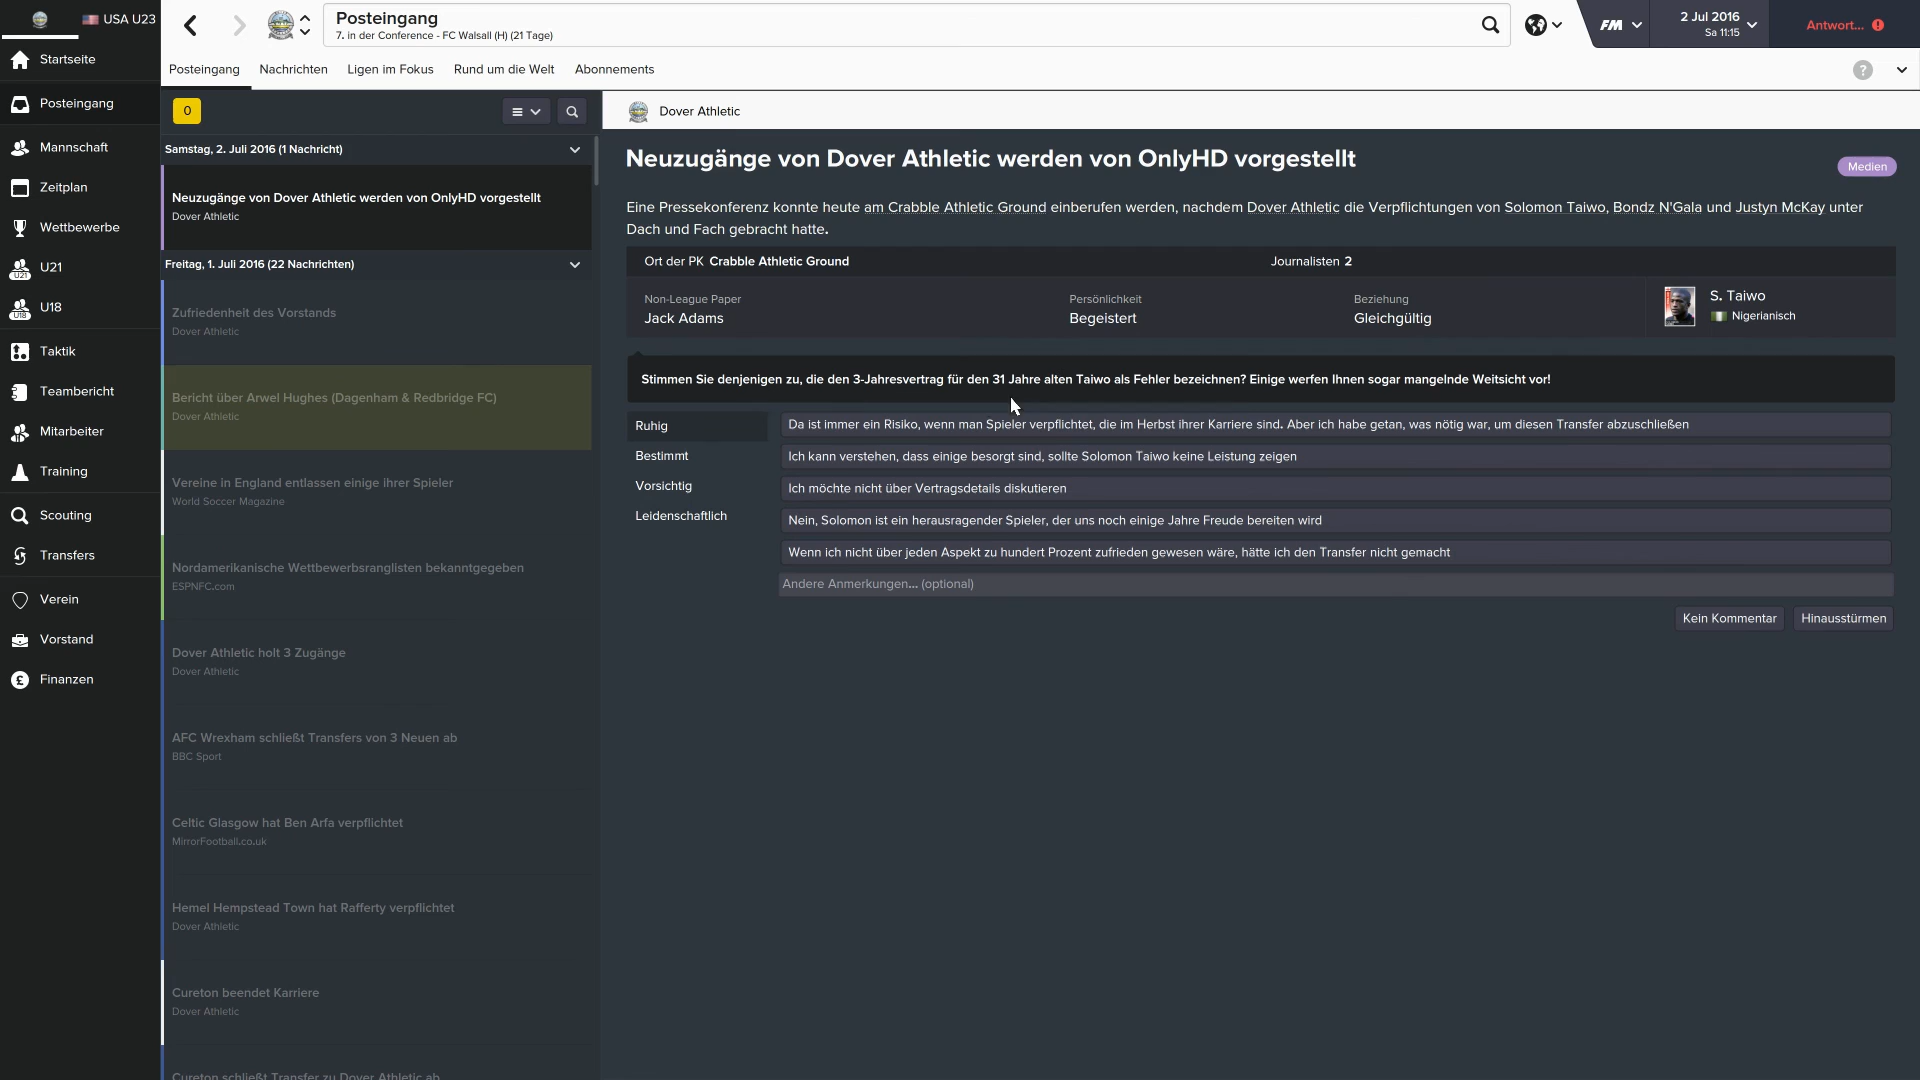 USA U23
Posteingang
7. in der Conference - FC Walsall (H) (21 Tage)
FM
2 Jul 2016
Sa 11:15
Antwort...
Startseite
Posteingang
Mannschaft
Zeitplan
Wettbewerbe
U21
U21
U18
U18
Taktik
Teambericht
Mitarbeiter
Training
Scouting
Transfers
Verein
Vorstand
Finanzen
Posteingang
Nachrichten
Ligen im Fokus
Rund um die Welt
Abonnements
?
0
Samstag, 2. Juli 2016 (1 Nachricht)
Neuzugänge von Dover Athletic werden von OnlyHD vorgestellt
Dover Athletic
Freitag, 1. Juli 2016 (22 Nachrichten)
Zufriedenheit des Vorstands
Dover Athletic
Bericht über Arwel Hughes (Dagenham & Redbridge FC)
Dover Athletic
Vereine in England entlassen einige ihrer Spieler
World Soccer Magazine
Nordamerikanische Wettbewerbsranglisten bekanntgegeben
ESPNFC.com
Dover Athletic holt 3 Zugänge
Dover Athletic
AFC Wrexham schließt Transfers von 3 Neuen ab
BBC Sport
Celtic Glasgow hat Ben Arfa verpflichtet
MirrorFootball.co.uk
Hemel Hempstead Town hat Rafferty verpflichtet
Dover Athletic
Cureton beendet Karriere
Dover Athletic
Cureton schließt Transfer zu Dover Athletic ab
Dover Athletic
Neuzugänge von Dover Athletic werden von OnlyHD vorgestellt
Medien
Eine Pressekonferenz konnte heute am Crabble Athletic Ground einberufen werden, nachdem Dover Athletic die Verpflichtungen von Solomon Taiwo, Bondz N'Gala und Justyn McKay unter
Dach und Fach gebracht hatte.
Ort der PK Crabble Athletic Ground
Journalisten 2
Non-League Paper
Jack Adams
Persönlichkeit
Begeistert
Beziehung
Gleichgültig
S. Taiwo
Nigerianisch
Stimmen Sie denjenigen zu, die den 3-Jahresvertrag für den 31 Jahre alten Taiwo als Fehler bezeichnen? Einige werfen Ihnen sogar mangelnde Weitsicht vor!
Ruhig
Bestimmt
Vorsichtig
Leidenschaftlich
Da ist immer ein Risiko, wenn man Spieler verpflichtet, die im Herbst ihrer Karriere sind. Aber ich habe getan, was nötig war, um diesen Transfer abzuschließen
Ich kann verstehen, dass einige besorgt sind, sollte Solomon Taiwo keine Leistung zeigen
Ich möchte nicht über Vertragsdetails diskutieren
Nein, Solomon ist ein herausragender Spieler, der uns noch einige Jahre Freude bereiten wird
Wenn ich nicht über jeden Aspekt zu hundert Prozent zufrieden gewesen wäre, hätte ich den Transfer nicht gemacht
Andere Anmerkungen... (optional)
Kein Kommentar
Hinausstürmen